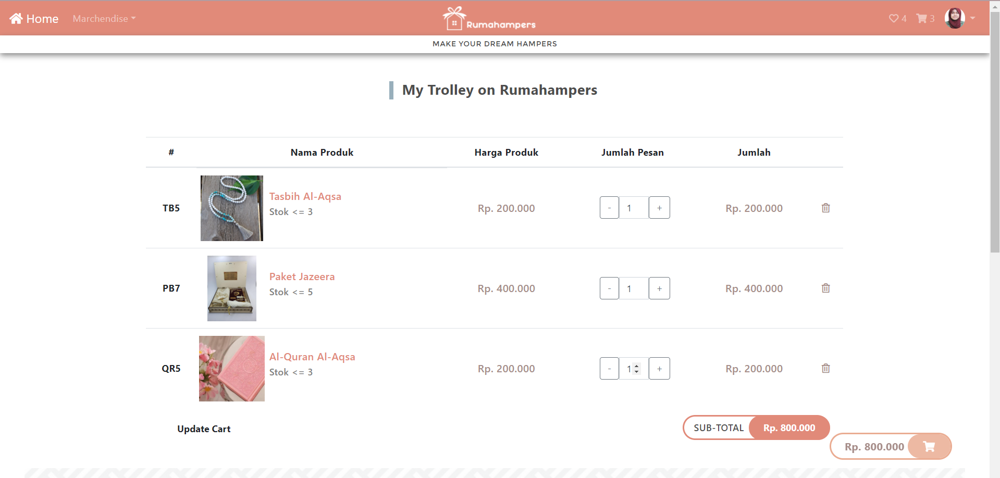 Home
Marchendise
Rumahampers
4
3
MAKE YOUR DREAM HAMPERS
My Trolley on Rumahampers
# Nama Produk Harga Produk Jumlah Pesan Jumlah
TB5
Tasbih Al-Aqsa
Stok <= 3
Rp. 200.000
- 1 +
Rp. 200.000
PB7
Paket Jazeera
Stok <= 5
Rp. 400.000
- 1 +
Rp. 400.000
QR5
Al-Quran Al-Aqsa
Stok <= 3
Rp. 200.000
- 1 +
Rp. 200.000
Update Cart
SUB-TOTAL Rp. 800.000
Rp. 800.000